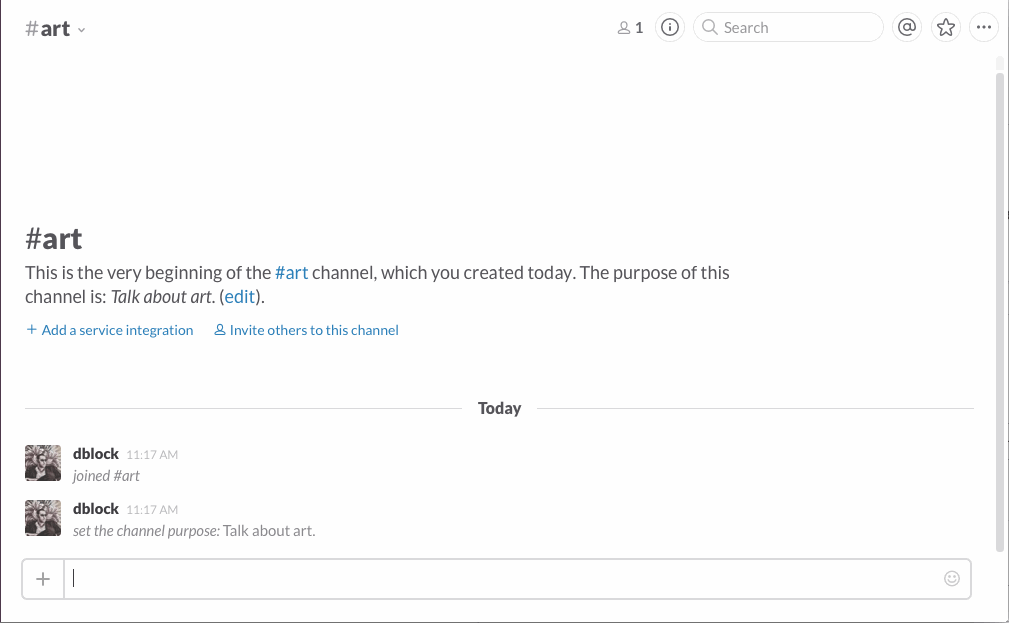 #art
1
Search
#art
This is the very beginning of the #art channel, which you created today. The purpose of this
channel is: Talk about art. (edit).
+ Add a service integration Invite others to this channel
Today
dblock 11:17 AM
joined #art
dblock 11:17 AM
set the channel purpose: Talk about art.